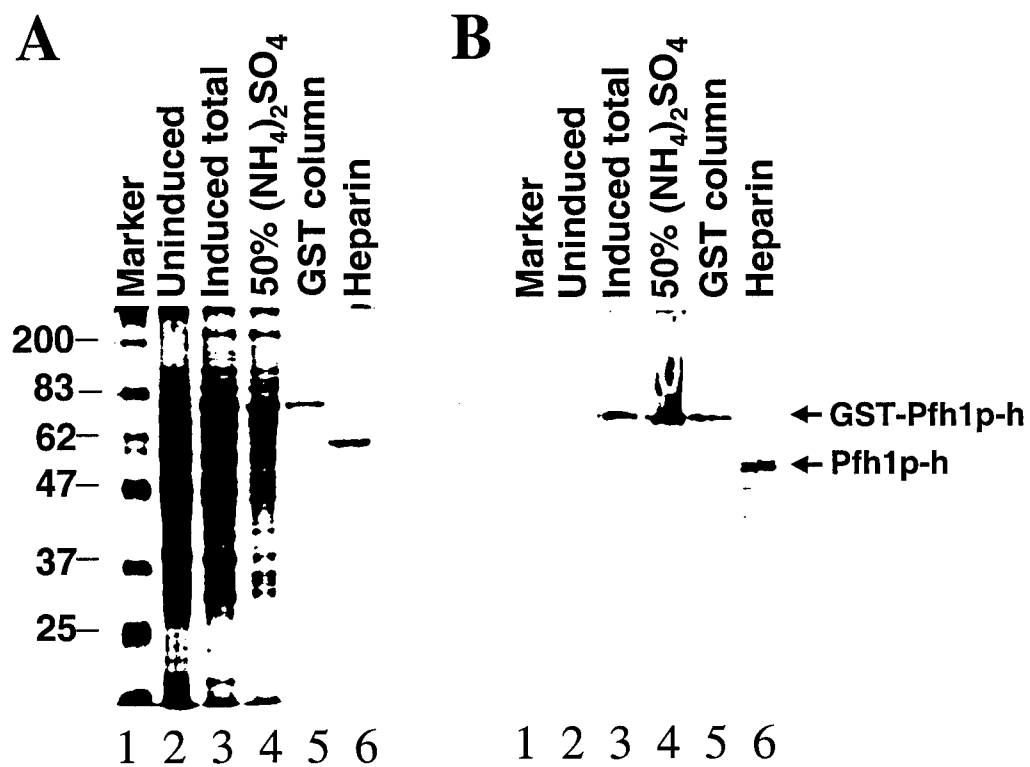 A
Marker
Uninduced
Induced total
50% (NH4)2SO4
GST column
Heparin
200
83
62
47
37
25
1 2 3 4 5 6
B
Marker
Uninduced
Induced total
50% (NH4)2SO4
GST column
Heparin
← GST-Pfh1p-h
← Pfh1p-h
1 2 3 4 5 6